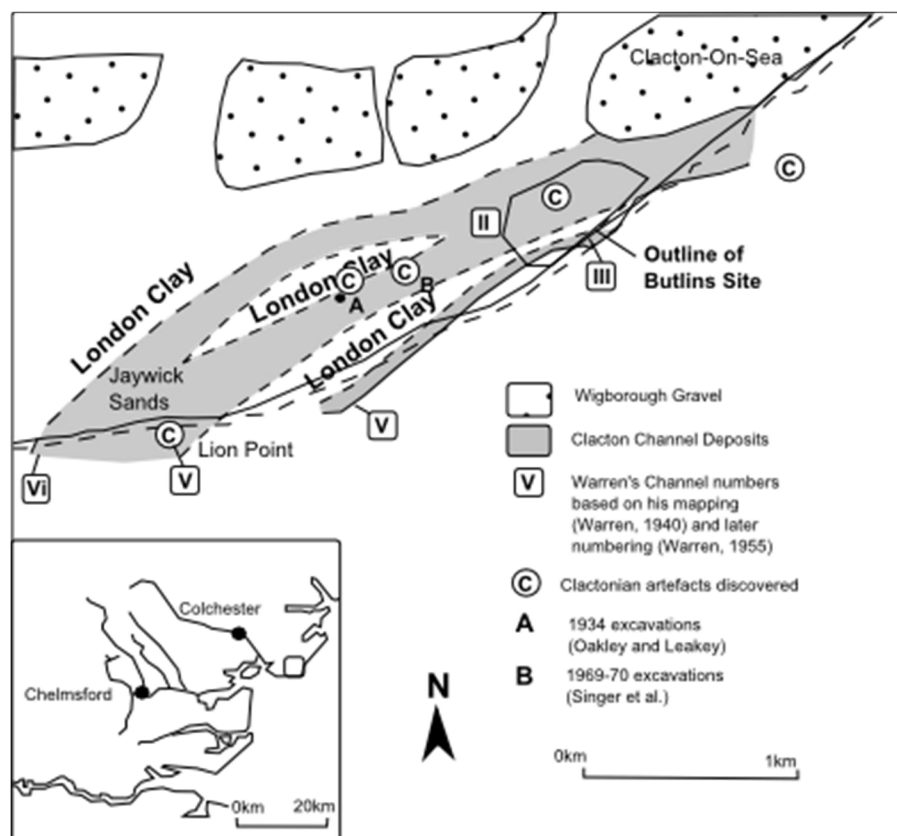 Clacton-On-Sea
C
C
II
Outline of
Butlins Site
III
London Clay
London Clay
C
C
A
B
London Clay
Jaywick
Sands
V
C
Lion Point
Vi
V
Wigborough Gravel
Clacton Channel Deposits
V
Warren's Channel numbers
based on his mapping
(Warren, 1940) and later
numbering (Warren, 1955)
C
Clactonian artefacts discovered
A
1934 excavations
(Oakley and Leakey)
B
1969-70 excavations
(Singer et al.)
N
0km
1km
Colchester
Chelmsford
0km
20km